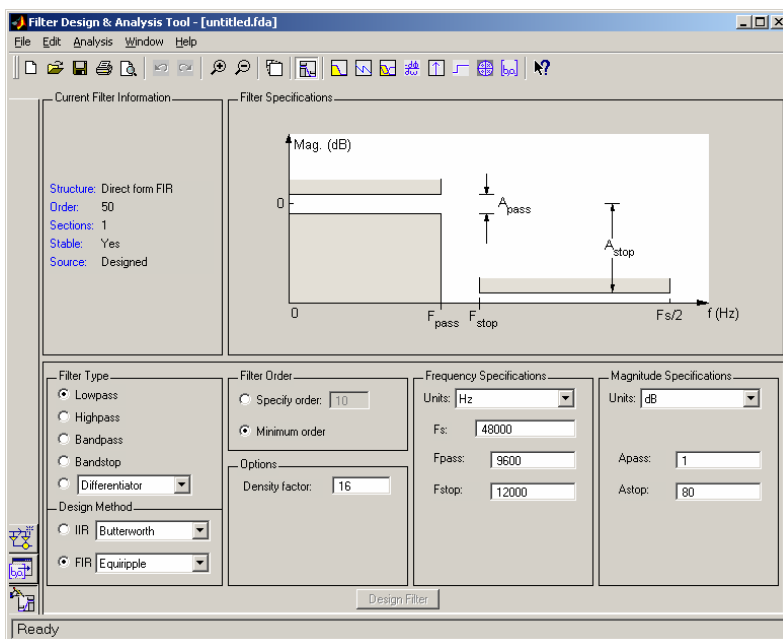 Filter Design & Analysis Tool - [untitled.fda]
File Edit Analysis Window Help
Current Filter Information
Structure: Direct form FIR
Order: 50
Sections: 1
Stable: Yes
Source: Designed
Filter Specifications
Mag. (dB)
0
A pass
A stop
0
F pass
F stop
Fs/2
f (Hz)
Filter Type
Lowpass
Highpass
Bandpass
Bandstop
Differentiator
Design Method
IIR Butterworth
FIR Equiripple
Filter Order
Specify order: 10
Minimum order
Options
Density factor: 16
Frequency Specifications
Units: Hz
Fs: 48000
Fpass: 9600
Fstop: 12000
Magnitude Specifications
Units: dB
Apass: 1
Astop: 80
Design Filter
Ready